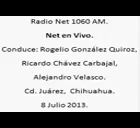 Radio Net 1060 AM.
Net en Vivo.
Conduce: Rogelio González Quiroz,
Ricardo Chávez Carbajal,
Alejandro Velasco.
Cd. Juárez,  Chihuahua.
8 Julio 2013.